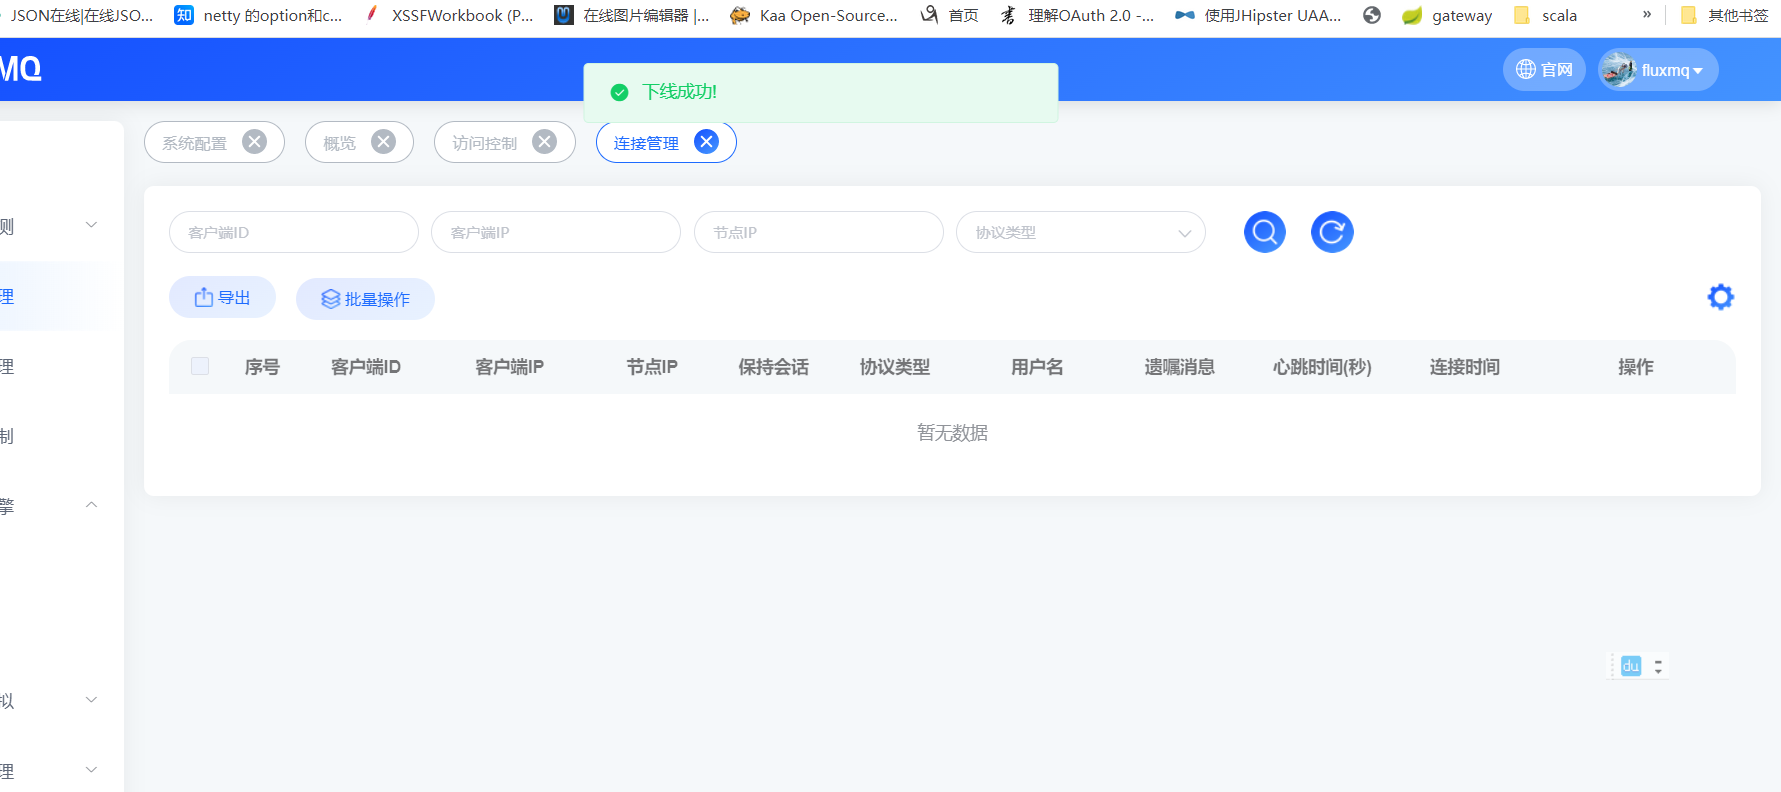 JSON在线|在线JSO... 知 netty 的option和c... XSSFWorkbook (P... 在线图片编辑器 |... Kaa Open-Source... 首页 理解OAuth 2.0 -... 使用JHipster UAA... gateway scala » 其他书签
MQ 官网 fluxmq
下线成功!
系统配置 概览 访问控制 连接管理
测
理
理
制
擎
拟
理
客户端ID 客户端IP 节点IP 协议类型
导出 批量操作
序号 客户端ID 客户端IP 节点IP 保持会话 协议类型 用户名 遗嘱消息 心跳时间(秒) 连接时间 操作
暂无数据
du